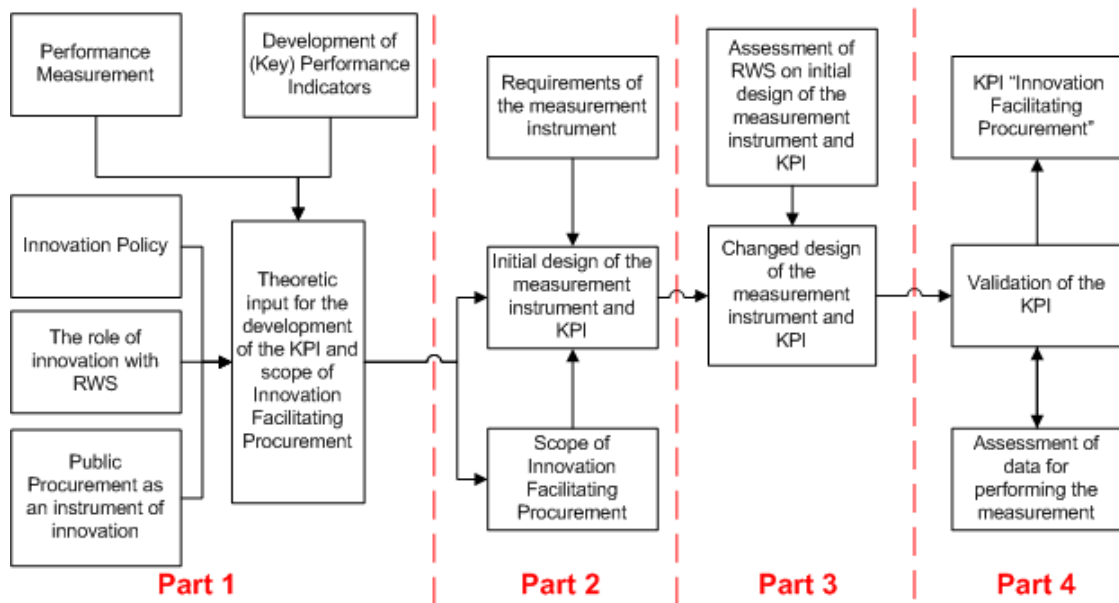 Performance
Measurement
Development of
(Key) Performance
Indicators
Innovation Policy
The role of
innovation with
RWS
Public
Procurement as
an instrument of
innovation
Theoretic
input for the
development
of the KPI and
scope of
Innovation
Facilitating
Procurement
Part 1
Requirements of
the measurement
instrument
Initial design of the
measurement
instrument and
KPI
Scope of
Innovation
Facilitating
Procurement
Part 2
Assessment of
RWS on initial
design of the
measurement
instrument and
KPI
Changed design
of the
measurement
instrument and
KPI
Part 3
KPI “Innovation
Facilitating
Procurement”
Validation of the
KPI
Assessment of
data for
performing the
measurement
Part 4